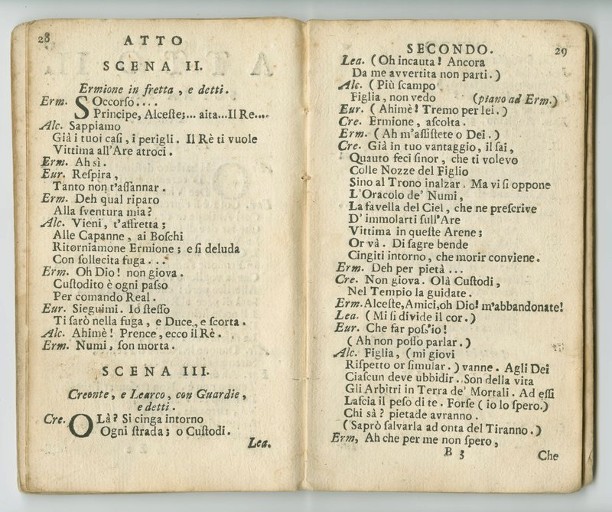 28
ATTO
SCENA II.
Ermione in fretta, e detti.
Erm. SOccorso....
Principe, Alceste;... aita... Il Re....
Alc. Sappiamo
Già i tuoi casi, i perigli. Il Rè ti vuole
Vittima all'Are atroci.
Erm. Ah sì.
Eur. Respira,
Tanto non t'affannar.
Erm. Deh qual riparo
Alla sventura mia?
Alc. Vieni, t'affretta;
Alle Capanne, ai Boschi
Ritorniamone Ermione; e si deluda
Con sollecita fuga...
Erm. Oh Dio! non giova.
Custodito è ogni passo
Per comando Real.
Eur. Sieguimi. Io stesso
Ti sarò nella fuga, e Duce, e scorta.
Alc. Ahimè! Prence, ecco il Rè.
Erm. Numi, son morta.
SCENA III.
Creonte, e Learco, con Guardie,
e detti.
Cre. OLà? Si cinga intorno
Ogni strada; o Custodi.
Lea.
SECONDO. 29
Lea. (Oh incauta! Ancora
Da me avvertita non parti.)
Alc. (Più scampo
Figlia, non vedo (piano ad Erm.)
Eur. (Ahimè! Tremo per lei.)
Cre. Ermione, ascolta.
Erm. (Ah m'assistete o Dei.)
Cre. Già in tuo vantaggio, il sai,
Quauto feci sinor, che ti volevo
Colle Nozze del Figlio
Sino al Trono inalzar. Ma vi si oppone
L'Oracolo de' Numi,
La favella del Ciel, che ne prescrive
D' immolarti sull'Are
Vittima in queste Arene;
Or và. Di sagre bende
Cingiti intorno, che morir conviene.
Erm. Deh per pietà ...
Cre. Non giova. Olà Custodi,
Nel Tempio la guidate.
Erm. Alceste, Amici, oh Dio! m'abbandonate!
Lea. (Mi si divide il cor.)
Eur. Che far poss'io!
(Ah non posso parlar.)
Alc. Figlia, (mi giovi
Rispetto or simular.) vanne. Agli Dei
Ciascun deve ubbidir. Son della vita
Gli Arbitri in Terra de' Mortali. Ad essi
Lascia il peso di te. Forse (io lo spero.)
Chi sà? pietade avranno.
(Saprò salvarla ad onta del Tiranno.)
Erm, Ah che per me non spero,
B 3 Che